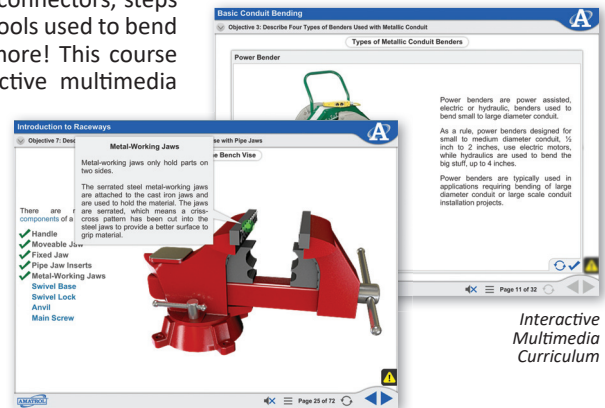 connectors, steps
ools used to bend
more! This course
ctive multimedia
Basic Conduit Bending
Objective 3: Describe Four Types of Benders Used with Metallic Conduit
A
Types of Metallic Conduit Benders
Power Bender
Power benders are power assisted,
electric or hydraulic, benders used to
bend small to large diameter conduit.
As a rule, power benders designed for
small to medium diameter conduit, ½
inch to 2 inches, use electric motors,
while hydraulics are used to bend the
big stuff, up to 4 inches.
Power benders are typically used in
applications requiring bending of large
diameter conduit or large scale conduit
installation projects.
Page 11 of 32
Introduction to Raceways
Objective 7: Desc
se with Pipe Jaws
A
e Bench Vise
Metal-Working Jaws
Metal-working jaws only hold parts on
two sides.
The serrated steel metal-working jaws
are attached to the cast iron jaws and
are used to hold the material. The jaws
are serrated, which means a criss-
cross pattern has been cut into the
steel jaws to provide a better surface to
grip material.
There are
components of a
Handle
Moveable Jaw
Fixed Jaw
Pipe Jaw Inserts
Metal-Working Jaws
Swivel Base
Swivel Lock
Anvil
Main Screw
AMATROL
Page 25 of 72
Interactive
Multimedia
Curriculum